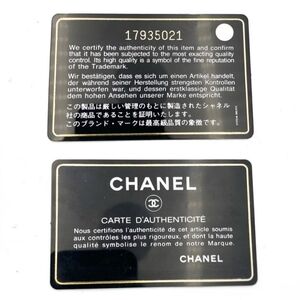 17935021
We certify the authenticity of this item and confirm
that it has been subjected to the most exacting quality
control. Its high quality is a symbol of the fine reputation
of the Trademark.
Wir bestätigen, dass es sich um einen Artikel handelt,
der während seiner Herstellung immer den strengsten
Kontrollen unterworfen war, und dessen erstklassige Qualität
dem hohen Ansehen unserer Marke entspricht.
この製品は厳しい管理のもとに製造されたシャネル
社の商品であることを証明いたします。
このブランド・マークは最高級品質の象徴です。
CHANEL
CARTE D'AUTHENTICITÉ
Nous certifions l'authenticité de cet article soumis
aux contrôles les plus rigoureux, et dont la haute
qualité symbolise le renom de notre Marque.
CHANEL